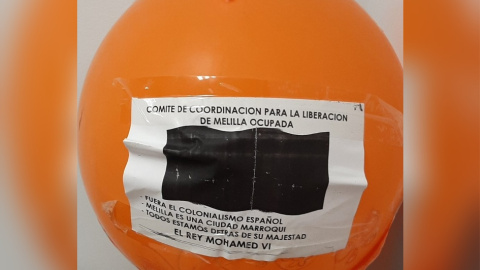 COMITE DE COORDINACION PARA LA LIBERACION
DE MELILLA OCUPADA
- FUERA EL COLONIALISMO ESPAÑOL
- MELILLA ES UNA CIUDAD MARROQUI
- TODOS ESTAMOS DETRAS DE SU MAJESTAD
EL REY MOHAMED VI